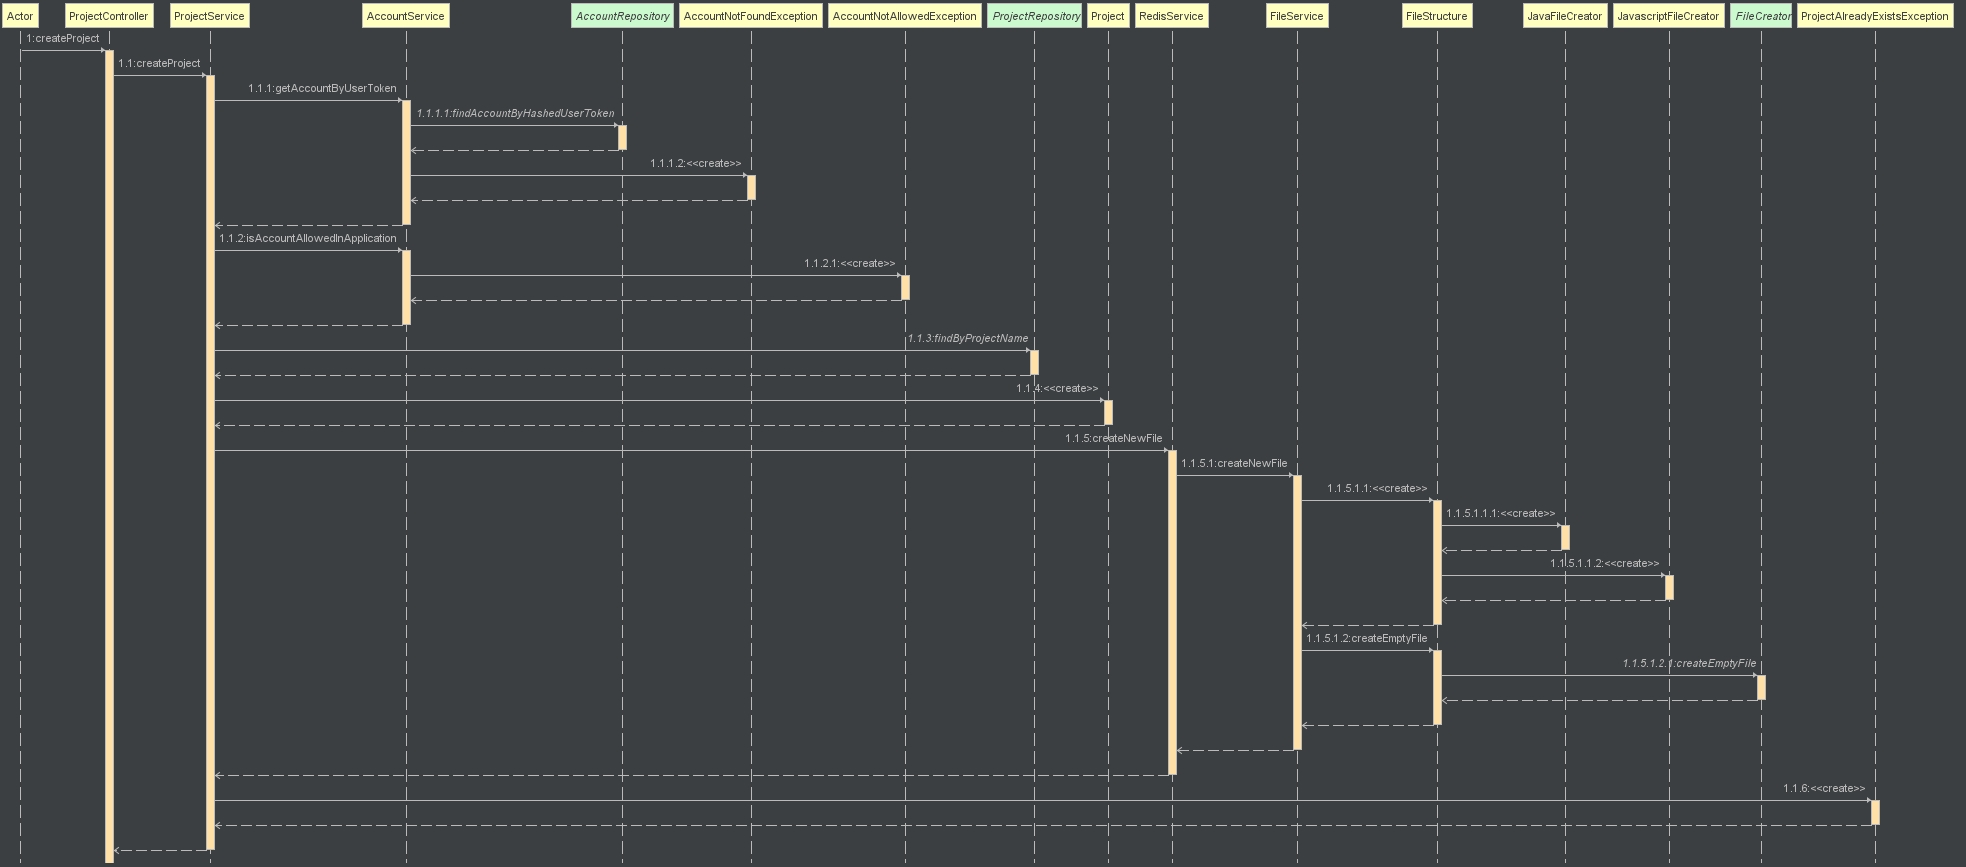 Actor
ProjectController
ProjectService
AccountService
AccountRepository
AccountNotFoundException
AccountNotAllowedException
ProjectRepository
Project
RedisService
FileService
FileStructure
JavaFileCreator
JavascriptFileCreator
FileCreator
ProjectAlreadyExistsException
1:createProject
1.1:createProject
1.1.1:getAccountByUserToken
1.1.1.1:findAccountByHashedUserToken
1.1.1.2:<<create>>
1.1.2:isAccountAllowedInApplication
1.1.2.1:<<create>>
1.1.3:findByProjectName
1.1.4:<<create>>
1.1.5:createNewFile
1.1.5.1:createNewFile
1.1.5.1.1:<<create>>
1.1.5.1.1.1:<<create>>
1.1.5.1.1.2:<<create>>
1.1.5.1.2:createEmptyFile
1.1.5.1.2.1:createEmptyFile
1.1.6:<<create>>